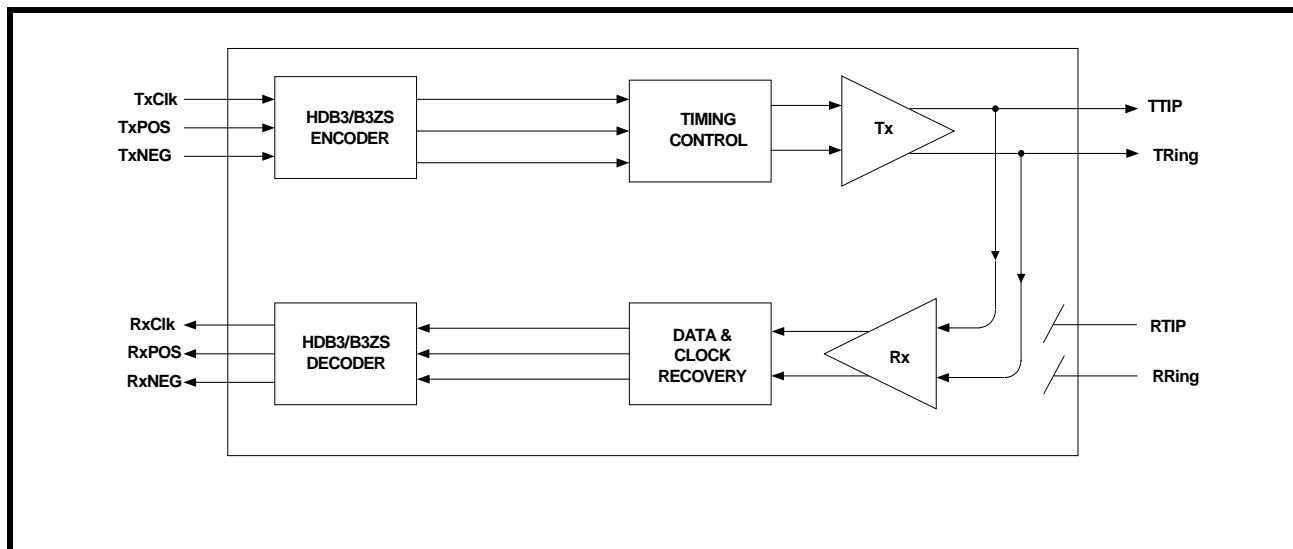 TxClk
TxPOS
TxNEG
HDB3/B3ZS
ENCODER
TIMING
CONTROL
Tx
TTIP
TRing
RxClk
RxPOS
RxNEG
HDB3/B3ZS
DECODER
DATA &
CLOCK
RECOVERY
Rx
RTIP
RRing